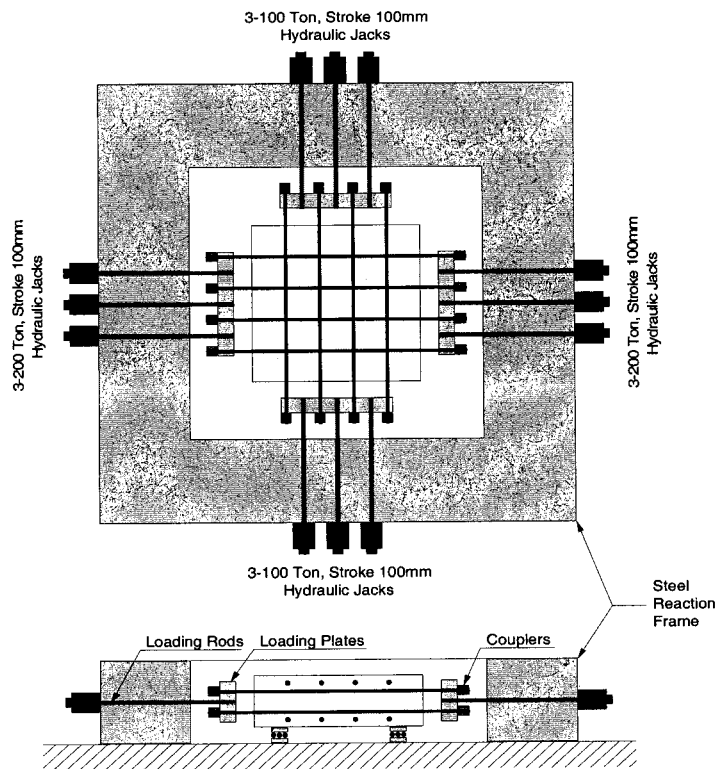 3-100 Ton, Stroke 100mm
Hydraulic Jacks
3-200 Ton, Stroke 100mm
Hydraulic Jacks
3-200 Ton, Stroke 100mm
Hydraulic Jacks
3-100 Ton, Stroke 100mm
Hydraulic Jacks
Steel
Reaction
Frame
Loading Rods
Loading Plates
Couplers